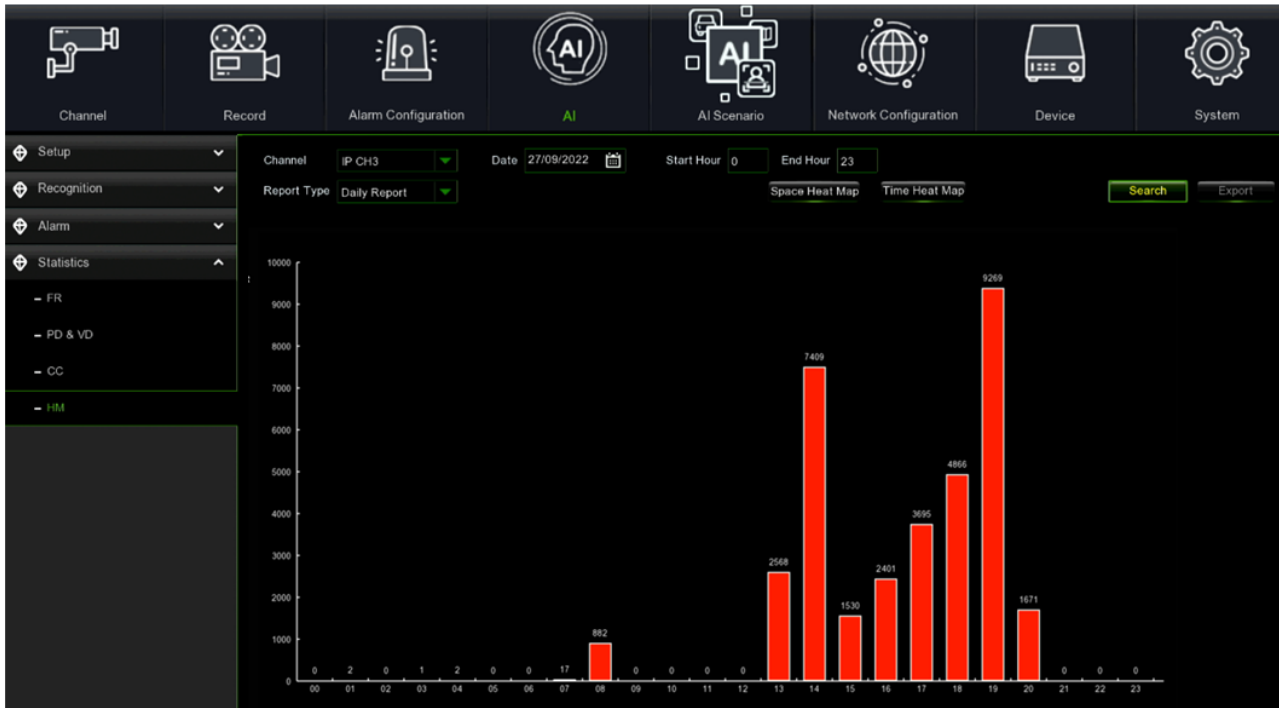 AI
AI
Channel Record Alarm Configuration AI AI Scenario Network Configuration Device System
Setup
Channel IP CH3 Date 27/09/2022 Start Hour 0 End Hour 23
Recognition
Report Type Daily Report Space Heat Map Time Heat Map Search Export
Alarm
Statistics
FR
PD & VD
CC
HM
10000
9269
9000
8000
7409
7000
6000
5000
4866
4000
3695
3000
2568
2401
2000
1671
1530
1000
882
0 2 0 1 2 0 0 17 0 0 0 0 0 0 0
0
00 01 02 03 04 05 06 07 08 09 10 11 12 13 14 15 16 17 18 19 20 21 22 23